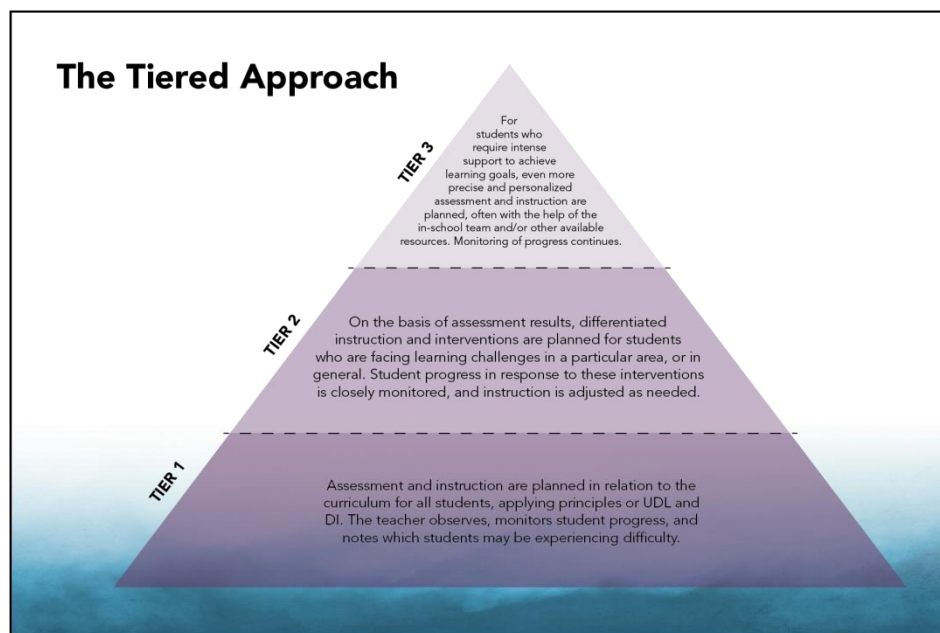 The Tiered Approach
TIER 3
For
students who
require intense
support to achieve
learning goals, even more
precise and personalized
assessment and instruction are
planned, often with the help of the
in-school team and/or other available
resources. Monitoring of progress continues.
TIER 2
On the basis of assessment results, differentiated
instruction and interventions are planned for students
who are facing learning challenges in a particular area, or in
general. Student progress in response to these interventions
is closely monitored, and instruction is adjusted as needed.
TIER 1
Assessment and instruction are planned in relation to the
curriculum for all students, applying principles or UDL and
DI. The teacher observes, monitors student progress, and
notes which students may be experiencing difficulty.